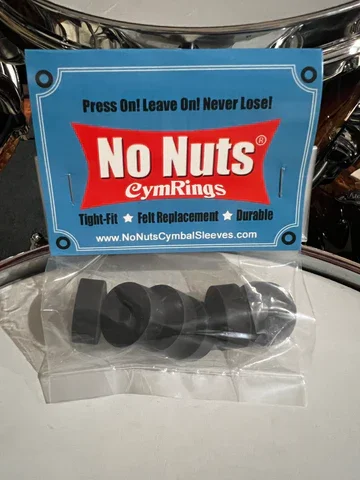 Press On! Leave On! Never Lose!
No Nuts®
CymRings
Tight-Fit ★ Felt Replacement ★ Durable
www.NoNutsCymbalSleeves.com